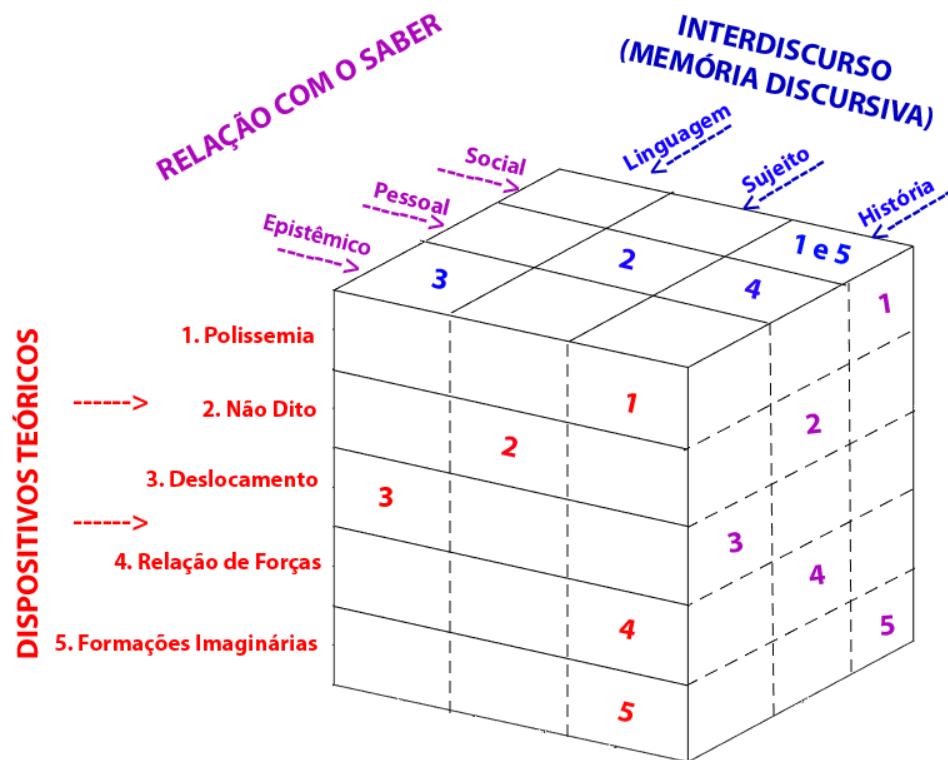 RELAÇÃO COM O SABER
INTERDISCURSO
(MEMÓRIA DISCURSIVA)
Social
Pessoal
Epistêmico
Linguagem
Sujeito
História
1 e 5
2
4
3
DISPOSITIVOS TEÓRICOS
1. Polissemia
2. Não Dito
3. Deslocamento
4. Relação de Forças
5. Formações Imaginárias
1
2
3
4
5
1
2
3
4
5